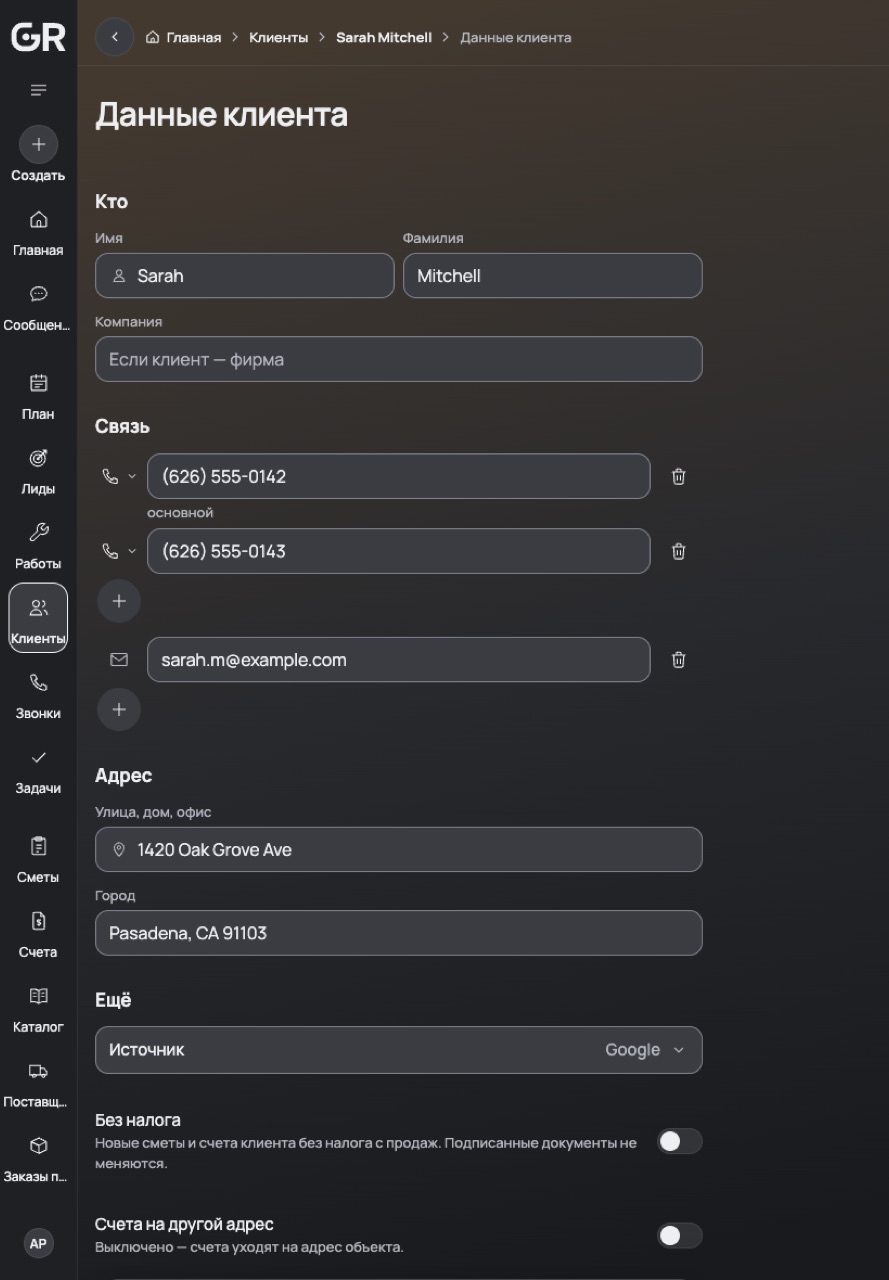 GR
Главная
Клиенты
Sarah Mitchell
Данные клиента
Создать
Главная
Сообщен...
План
Лиды
Работы
Клиенты
Звонки
Задачи
Сметы
Счета
Каталог
Поставщ...
Заказы п...
AP
Данные клиента
Кто
Имя
Фамилия
Sarah
Mitchell
Компания
Если клиент — фирма
Связь
(626) 555-0142
основной
(626) 555-0143
sarah.m@example.com
Адрес
Улица, дом, офис
1420 Oak Grove Ave
Город
Pasadena, CA 91103
Ещё
Источник
Google
Без налога
Новые сметы и счета клиента без налога с продаж. Подписанные документы не
меняются.
Счета на другой адрес
Выключено — счета уходят на адрес объекта.